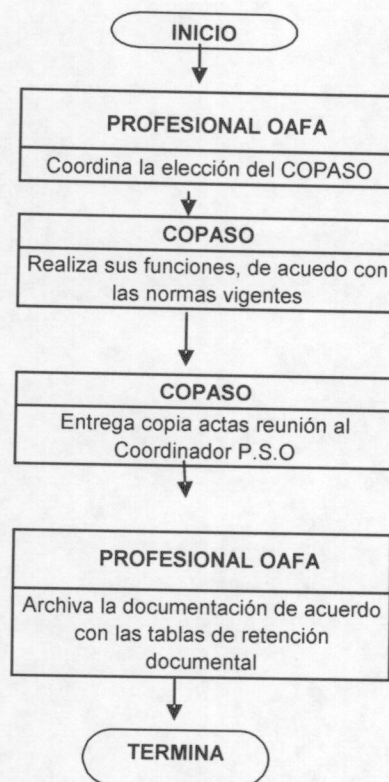 INICIO
PROFESIONAL OAFA
Coordina la elección del COPASO
COPASO
Realiza sus funciones, de acuedo con
las normas vigentes
COPASO
Entrega copia actas reunión al
Coordinador P.S.O
PROFESIONAL OAFA
Archiva la documentación de acuerdo
con las tablas de retención
documental
TERMINA